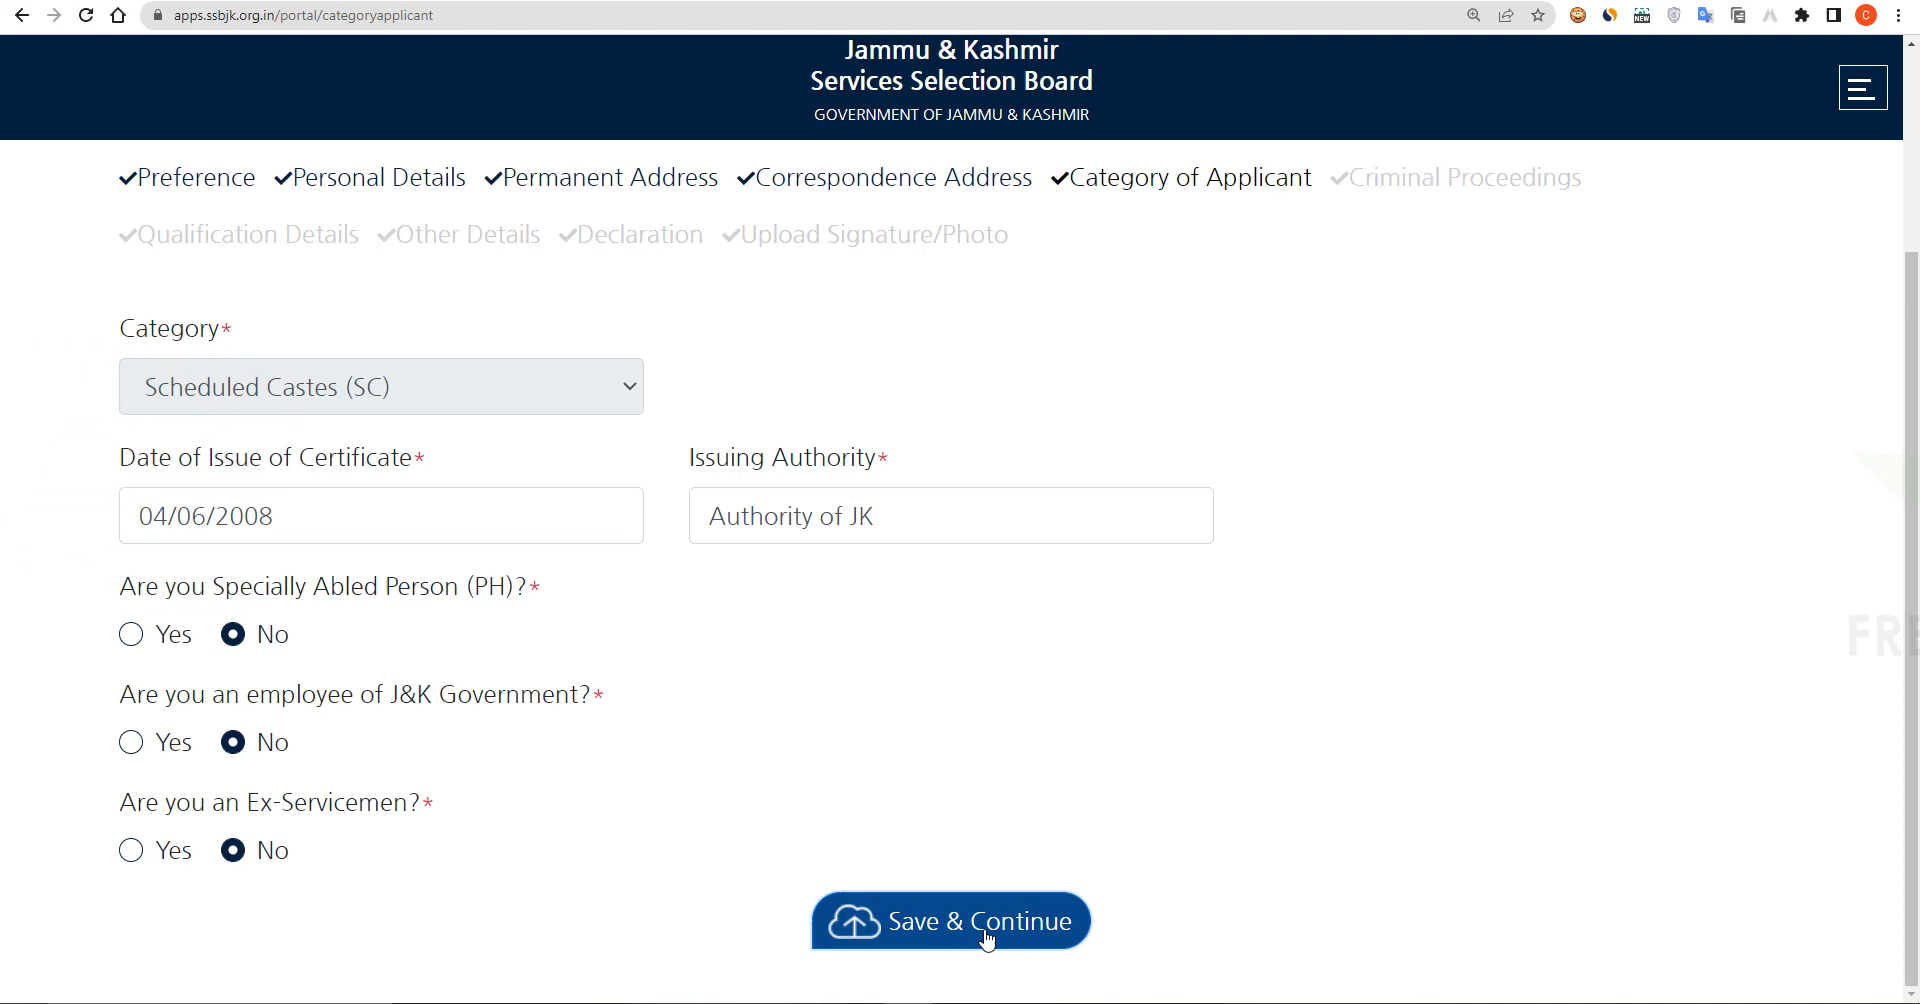 apps.ssbjk.org.in/portal/categoryapplicant
NEW
C
Jammu & Kashmir
Services Selection Board
GOVERNMENT OF JAMMU & KASHMIR
Preference Personal Details Permanent Address Correspondence Address Category of Applicant Criminal Proceedings
Qualification Details Other Details Declaration Upload Signature/Photo
Category*
Scheduled Castes (SC)
Date of Issue of Certificate* Issuing Authority*
04/06/2008 Authority of JK
Are you Specially Abled Person (PH)?*
Yes No
Are you an employee of J&K Government?*
Yes No
Are you an Ex-Servicemen?*
Yes No
Save & Continue